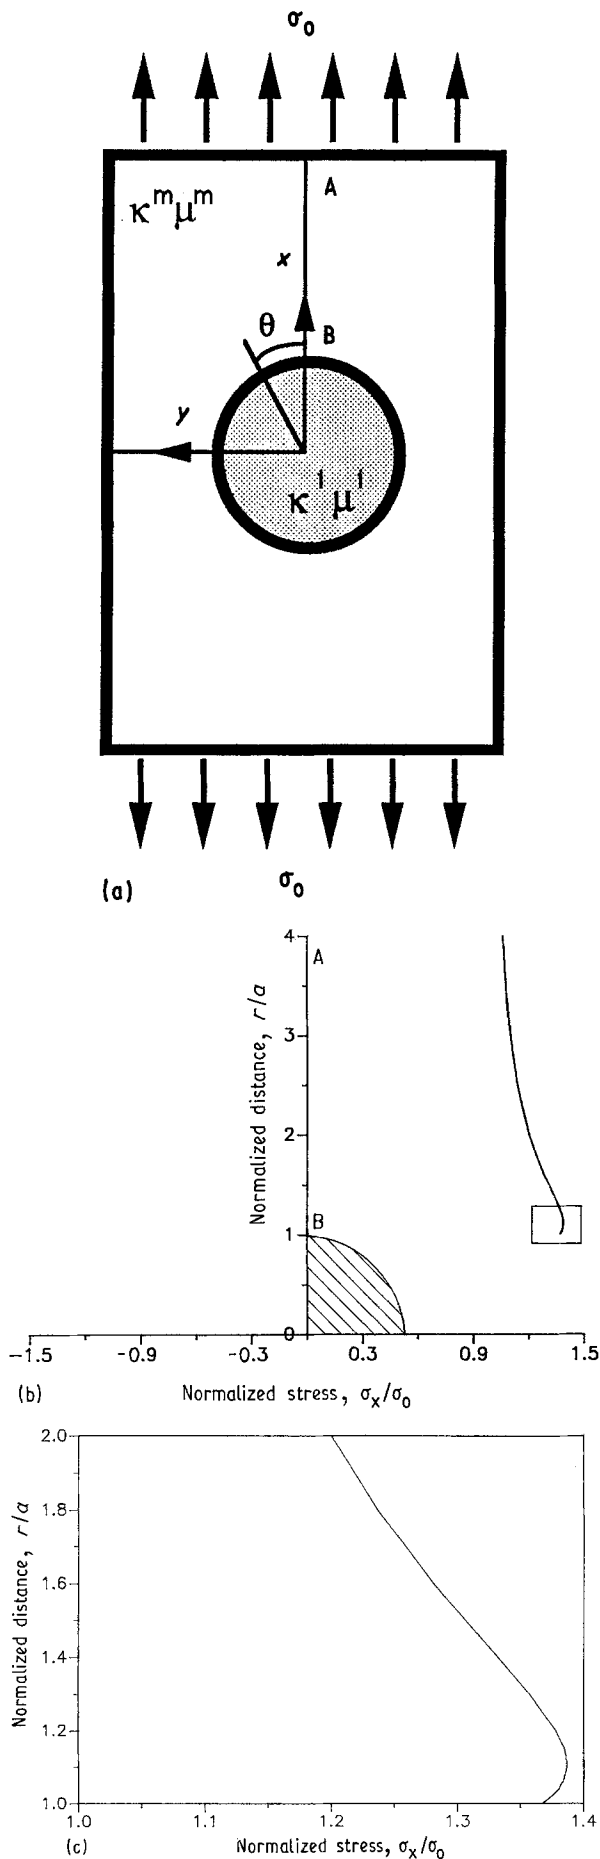 σ₀
A
κᵐμᵐ
x
θ
B
y
κ¹μ¹
(a)
σ₀
4
A
3
2
B
1
0
Normalized distance, r/a
−1.5 −0.9 −0.3 0.3 0.9 1.5
(b) Normalized stress, σₓ/σ₀
2.0
1.8
1.6
1.4
1.2
1.0
Normalized distance, r/a
1.0 1.1 1.2 1.3 1.4
(c) Normalized stress, σₓ/σ₀